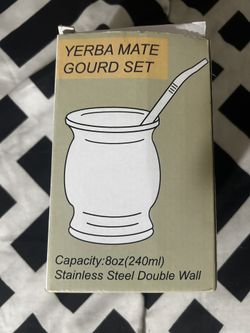 YERBA MATE
GOURD SET
Capacity:8oz(240ml)
Stainless Steel Double Wall